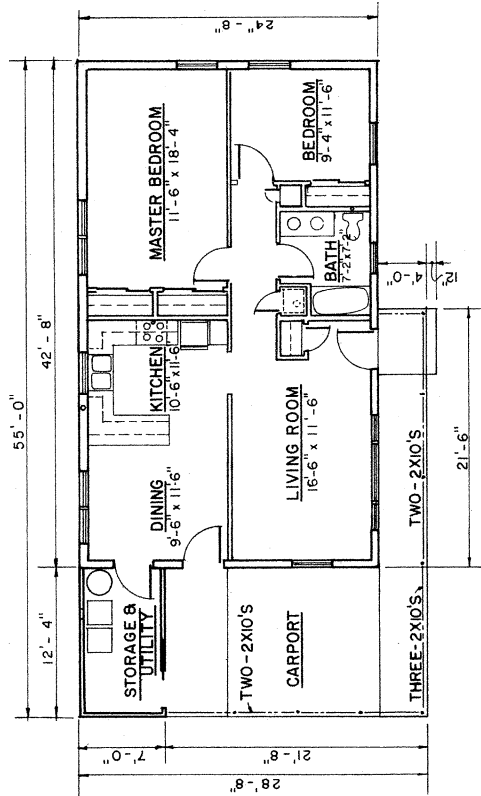 24'-8"
MASTER BEDROOM
11'-6" x 18'-4"
BEDROOM
9'-4" x 11'-6"
BATH
7'-2" x 7'-2"
4'-0"
12"
55'-0"
42'-8"
KITCHEN
10'-6" x 11'-6"
LIVING ROOM
16'-6" x 11'-6"
DINING
9'-6" x 11'-6"
TWO-2X10'S
21'-6"
12'-4"
STORAGE &
UTILITY
TWO-2X10'S
CARPORT
THREE-2X10'S
7'-0"
21'-8"
28'-8"